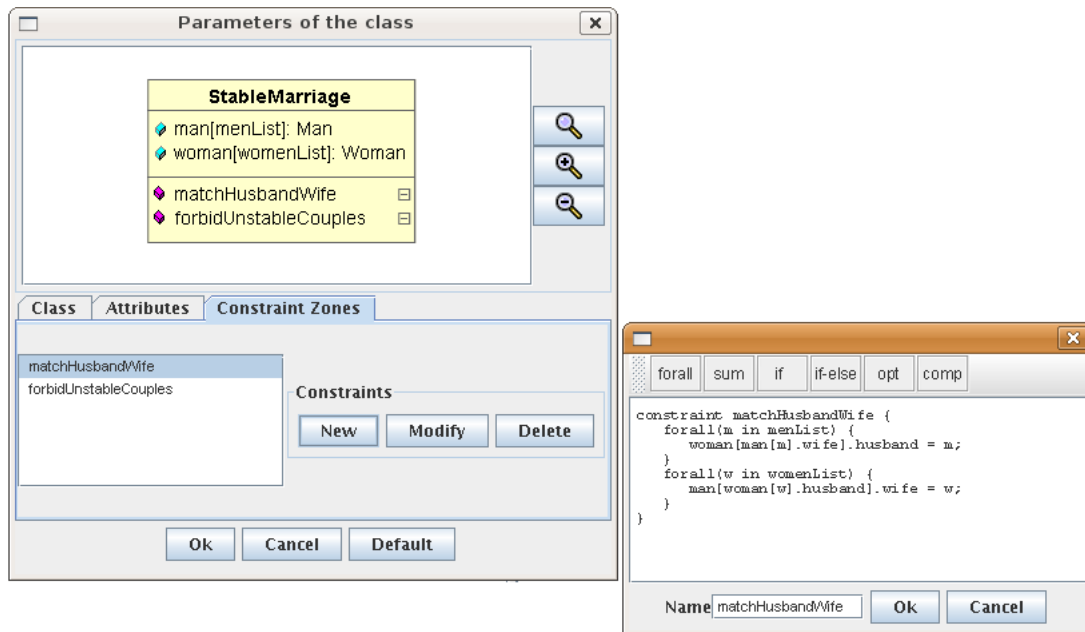 Parameters of the class
StableMarriage
man[menList]: Man
woman[womenList]: Woman
matchHusbandWife
forbidUnstableCouples
Class Attributes Constraint Zones
matchHusbandWife
forbidUnstableCouples
Constraints
New Modify Delete
Ok Cancel Default
forall sum if if-else opt comp
constraint matchHusbandWife {
forall(m in menList) {
woman[man[m].wife].husband = m;
}
forall(w in womenList) {
man[woman[w].husband].wife = w;
}
}
Name matchHusbandWife Ok Cancel